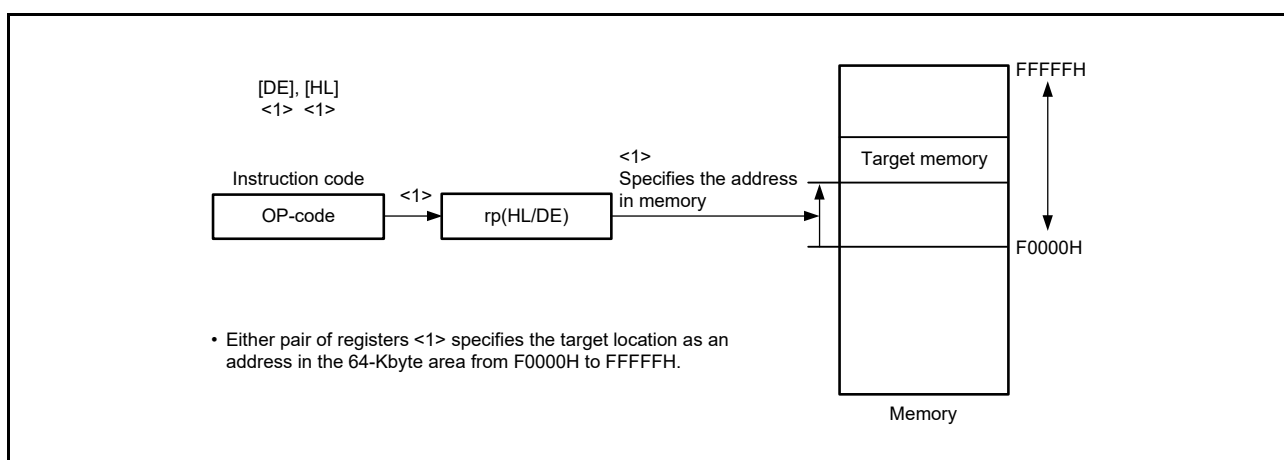 [DE], [HL]
<1> <1>
Instruction code
OP-code
<1>
rp(HL/DE)
<1>
Specifies the address
in memory
Target memory
FFFFFH
F0000H
• Either pair of registers <1> specifies the target location as an
address in the 64-Kbyte area from F0000H to FFFFFH.
Memory